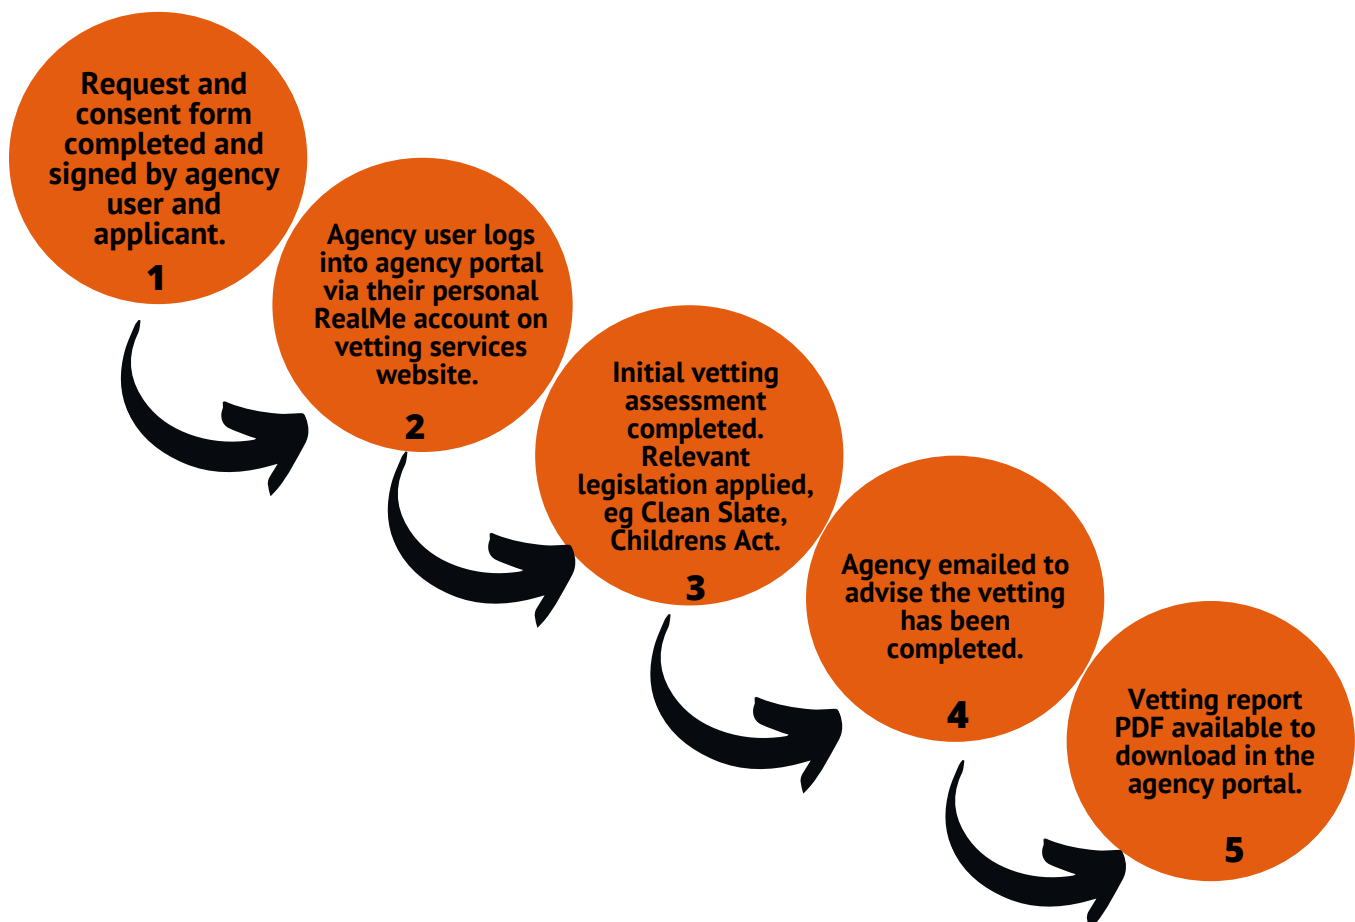 Request and
consent form
completed and
signed by agency
user and
applicant.
1
Agency user logs
into agency portal
via their personal
RealMe account on
vetting services
website.
2
Initial vetting
assessment
completed.
Relevant
legislation applied,
eg Clean Slate,
Childrens Act.
3
Agency emailed to
advise the vetting
has been
completed.
4
Vetting report
PDF available to
download in the
agency portal.
5